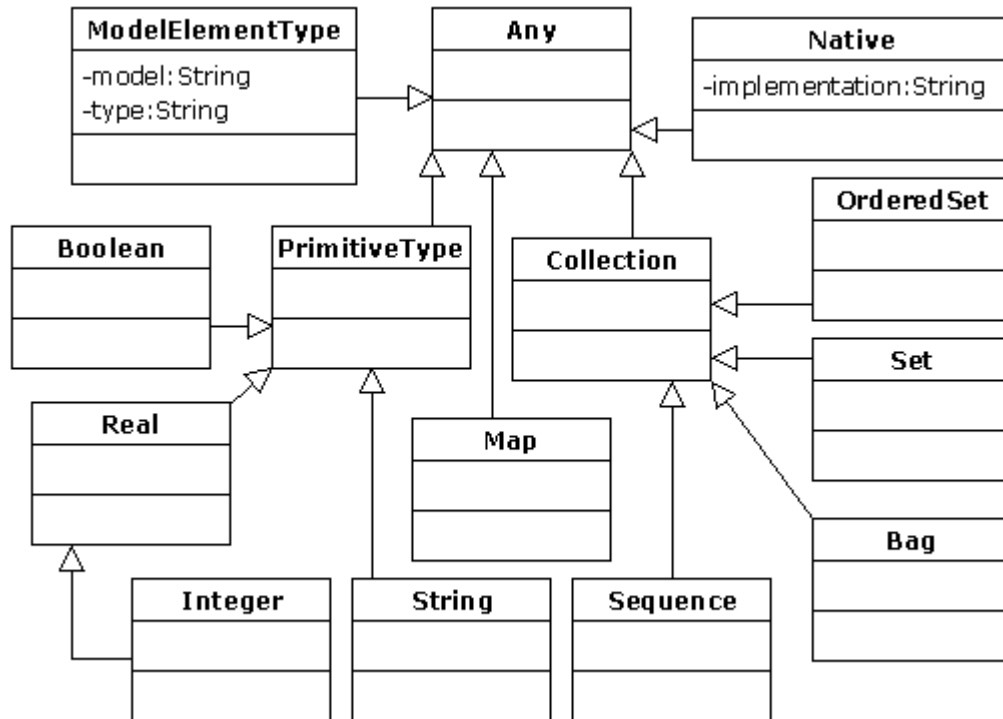 ModelElementType
-model:String
-type:String
Any
Native
-implementation:String
Boolean
PrimitiveType
Collection
OrderedSet
Real
Map
Set
Integer
String
Sequence
Bag